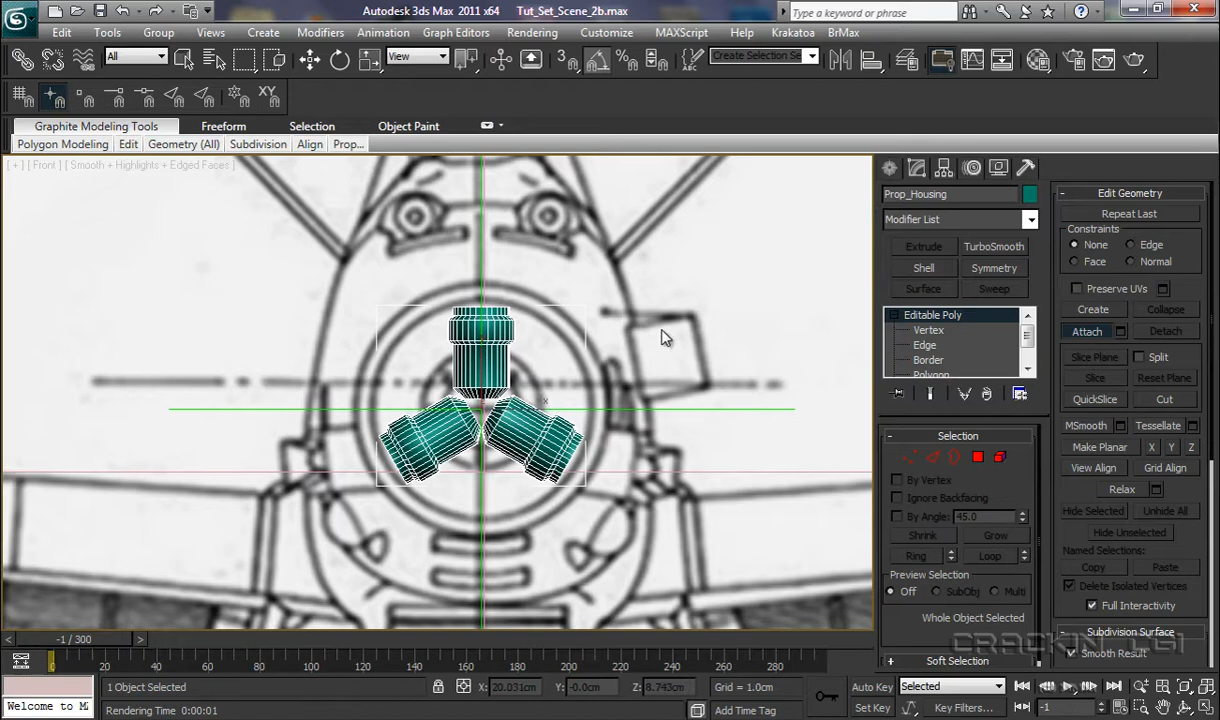 Autodesk 3ds Max 2011 x64 Tut_Set_Scene_2b.max
Type a keyword or phrase
Edit Tools Group Views Create Modifiers Animation Graph Editors Rendering Customize MAXScript Help Krakatoa BrMax
All View Create Selection Se
XY
Graphite Modeling Tools Freeform Selection Object Paint
Polygon Modeling Edit Geometry (All) Subdivision Align Prop...
[ + ] [ Front ] [ Smooth + Highlights + Edged Faces ]
Prop_Housing
Modifier List
Extrude TurboSmooth
Shell Symmetry
Surface Sweep
Editable Poly
Vertex
Edge
Border
Polygon
Selection
By Vertex
Ignore Backfacing
By Angle: 45.0
Shrink Grow
Ring Loop
Preview Selection
Off SubObj Multi
Whole Object Selected
Soft Selection
Edit Geometry
Repeat Last
Constraints
None Edge
Face Normal
Preserve UVs
Create Collapse
Attach Detach
Slice Plane Split
Slice Reset Plane
QuickSlice Cut
MSmooth Tessellate
Make Planar X Y Z
View Align Grid Align
Relax
Hide Selected Unhide All
Hide Unselected
Named Selections:
Copy Paste
Delete Isolated Vertices
Full Interactivity
Subdivision Surface
Smooth Result
CRACKIN CGI
x
< -1 / 300 >
0 20 40 60 80 100 120 140 160 180 200 220 240 260 280
1 Object Selected X: 20.031cm Y: -0.0cm Z: 8.743cm Grid = 1.0cm Auto Key Selected
Welcome to M Rendering Time 0:00:01 Add Time Tag Set Key Key Filters... -1